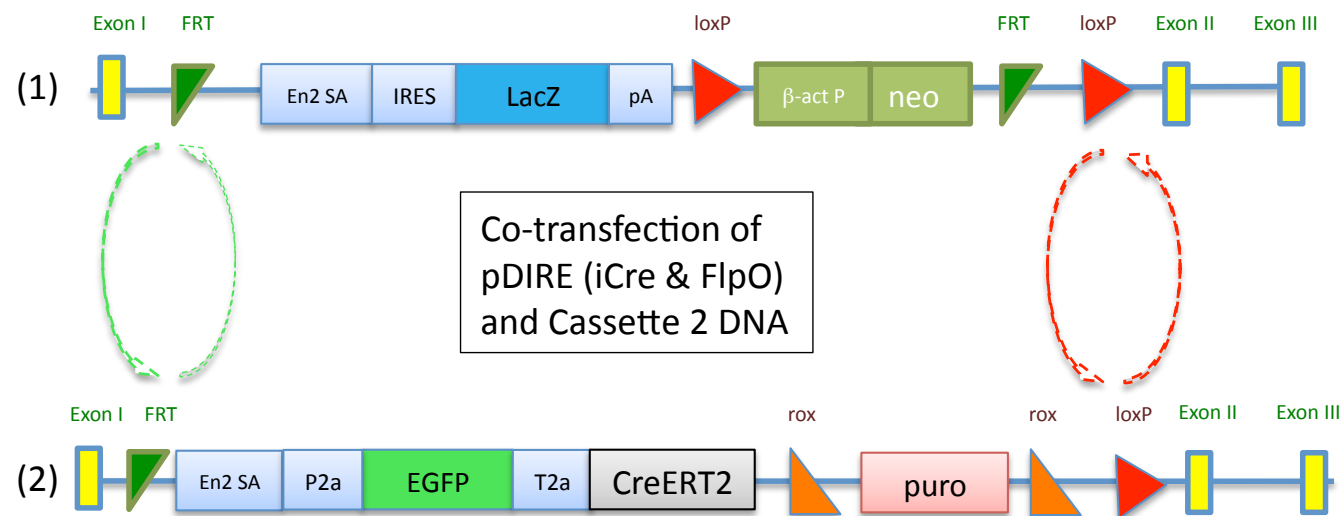 Exon I FRT loxP FRT loxP Exon II Exon III
(1) En2 SA IRES LacZ pA β-act P neo
Co-transfection of
pDIRE (iCre & FlpO)
and Cassette 2 DNA
Exon I FRT rox rox loxP Exon II Exon III
(2) En2 SA P2a EGFP T2a CreERT2 puro